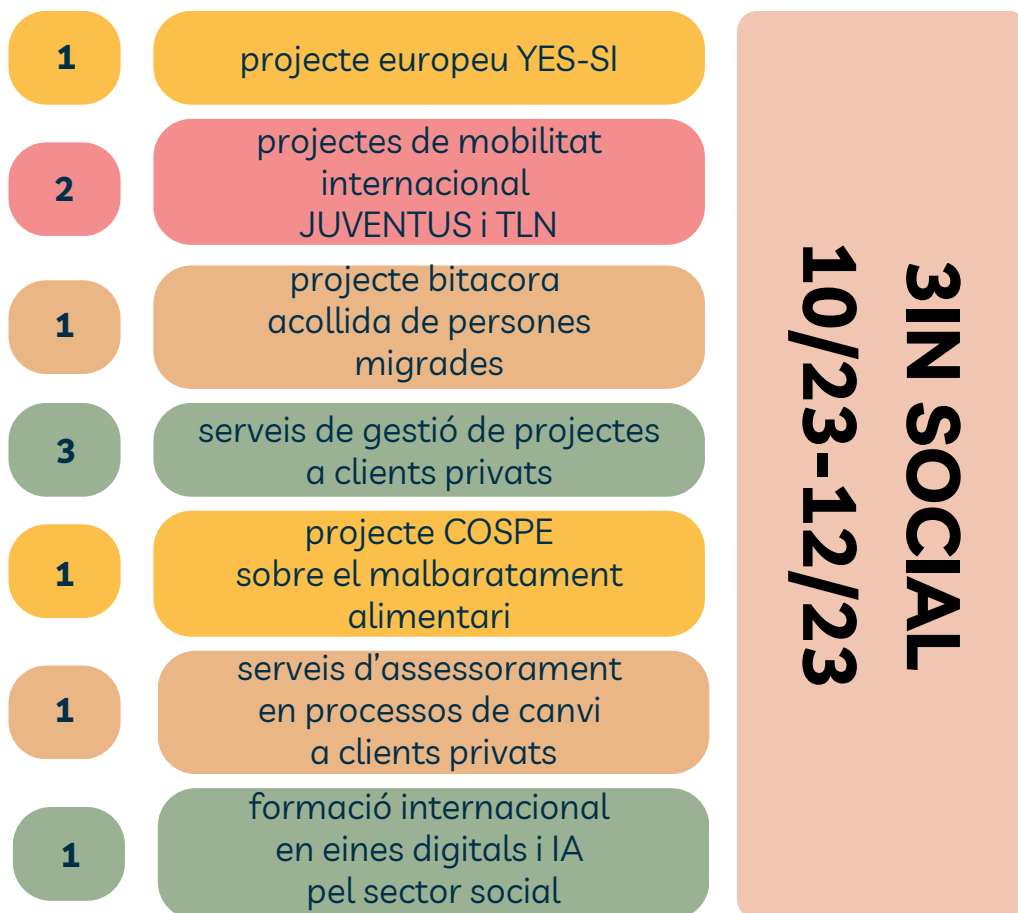 1
projecte europeu YES-SI
2
projectes de mobilitat
internacional
JUVENTUS i TLN
1
projecte bitacora
acollida de persones
migrades
3
serveis de gestió de projectes
a clients privats
1
projecte COSPE
sobre el malbaratament
alimentari
1
serveis d'assessorament
en processos de canvi
a clients privats
1
formació internacional
en eines digitals i IA
pel sector social
3IN SOCIAL
10/23-12/23